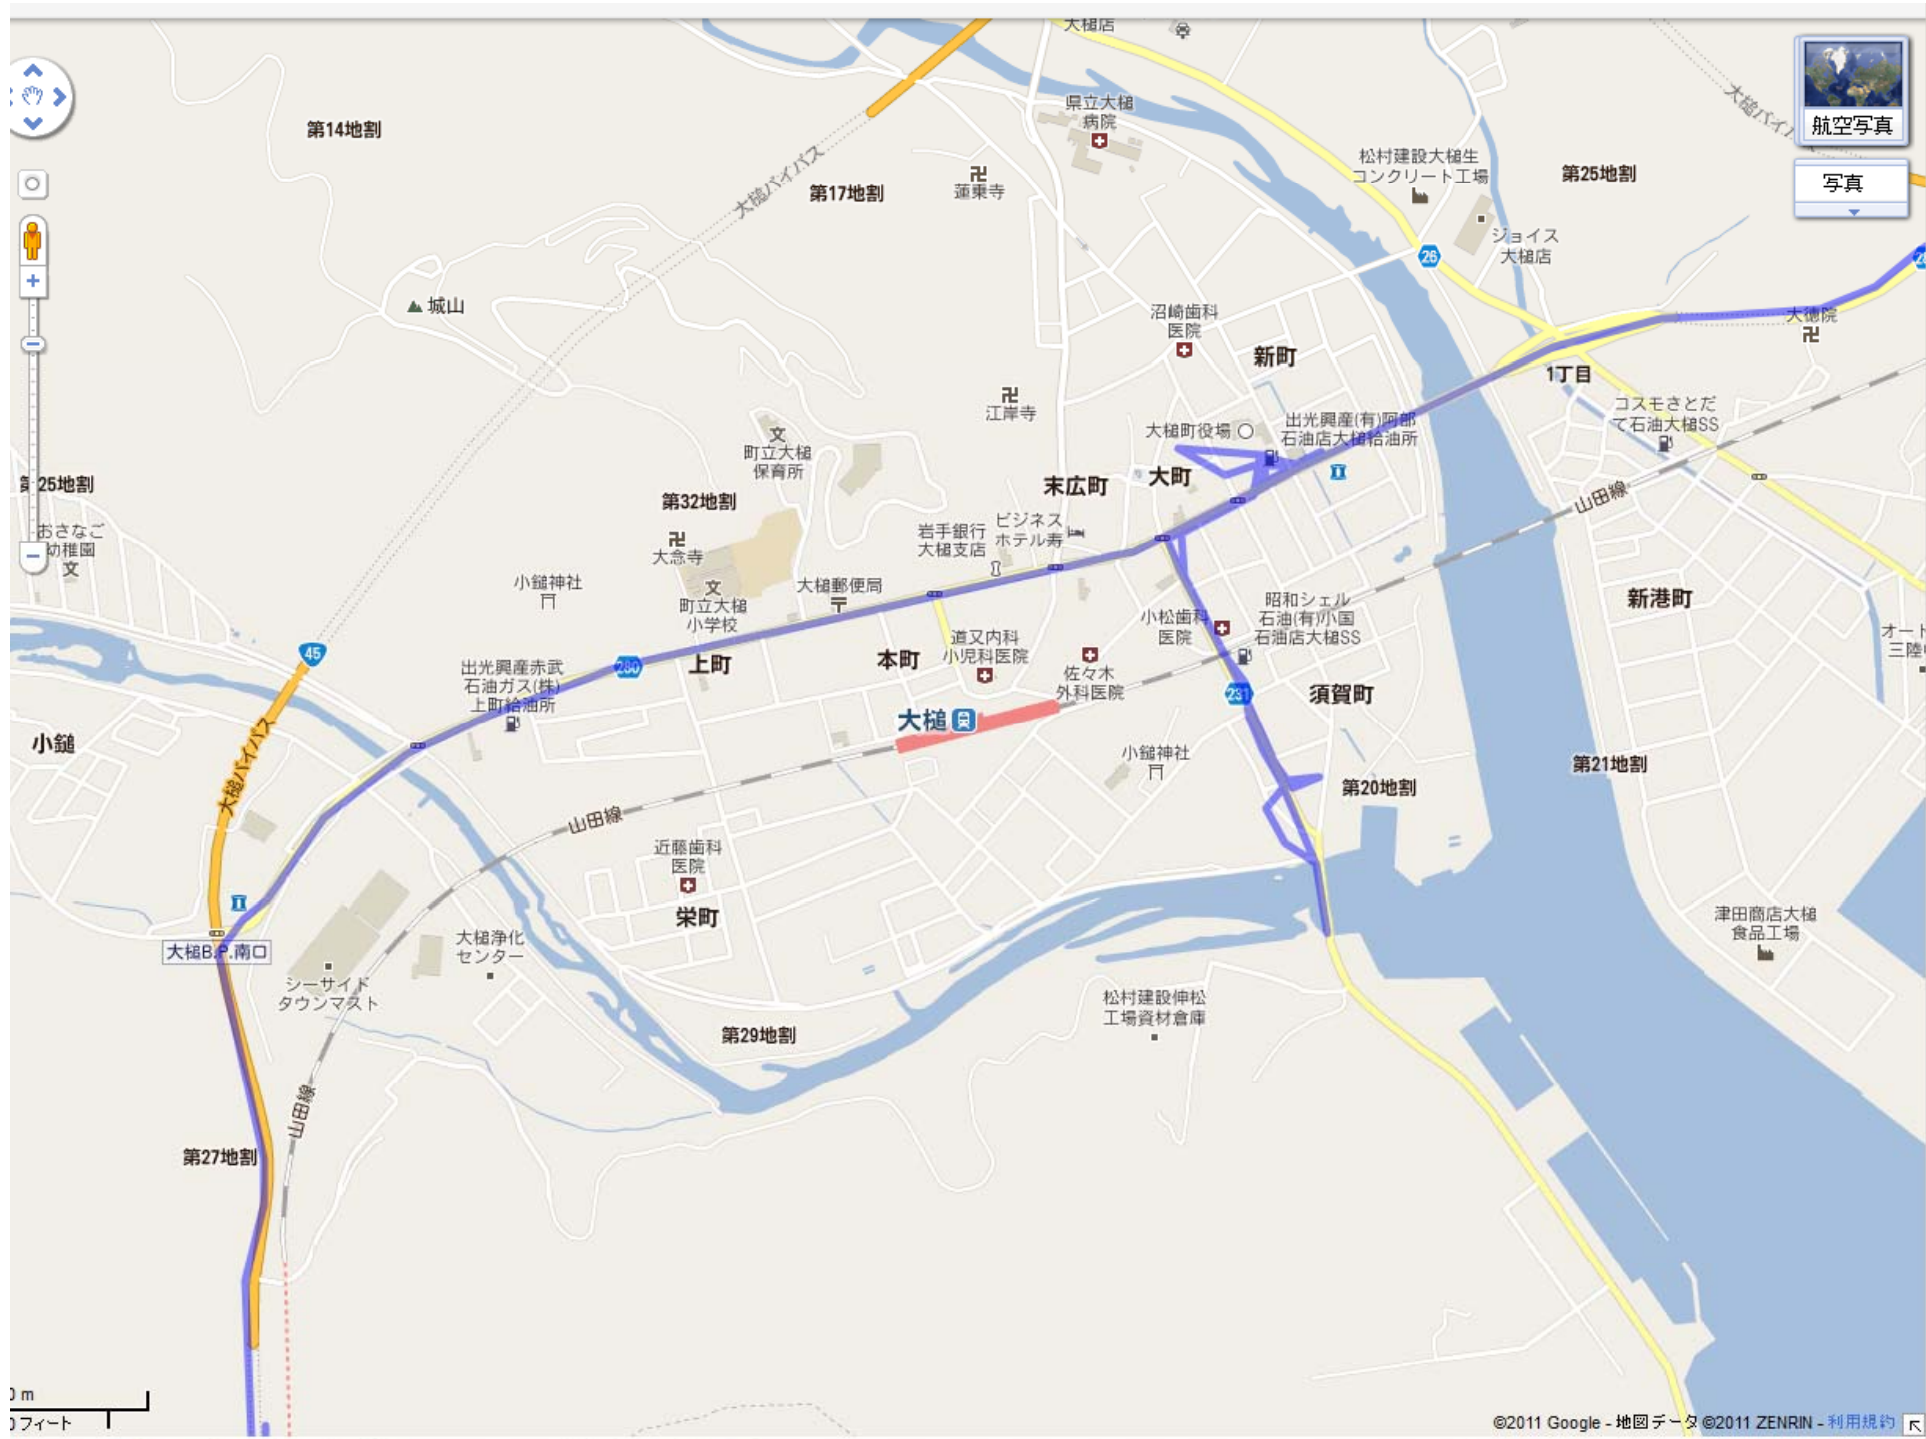 大槌店
県立大槌
病院
第14地割
航空写真
写真
大槌バイパス
第17地割
蓮乗寺
松村建設大槌生
コンクリート工場
第25地割
26
ジョイス
大槌店
城山
沼崎歯科
医院
新町
大徳院
1丁目
コスモさとだ
て石油大槌SS
江岸寺
大槌町役場
出光興産(有)阿部
石油店大槌給油所
町立大槌
保育所
末広町
大町
第32地割
25地割
おさなご
幼稚園
山田線
岩手銀行
大槌支店
ビジネス
ホテル寿
大念寺
小鎚神社
町立大槌
小学校
大槌郵便局
新港町
昭和シェル
石油(有)小国
石油店大槌SS
小松歯科
医院
45
出光興産赤武
石油ガス(株)
上町給油所
280
上町
本町
道又内科
小児科医院
佐々木
外科医院
231
須賀町
オート
三陸
小鎚
大槌バイパス
大槌
小鎚神社
第21地割
第20地割
山田線
近藤歯科
医院
栄町
津田商店大槌
食品工場
大槌B.P.南口
大槌浄化
センター
シーサイド
タウンマスト
松村建設伸松
工場資材倉庫
第29地割
山田線
第27地割
m
フィート
©2011 Google - 地図データ ©2011 ZENRIN - 利用規約